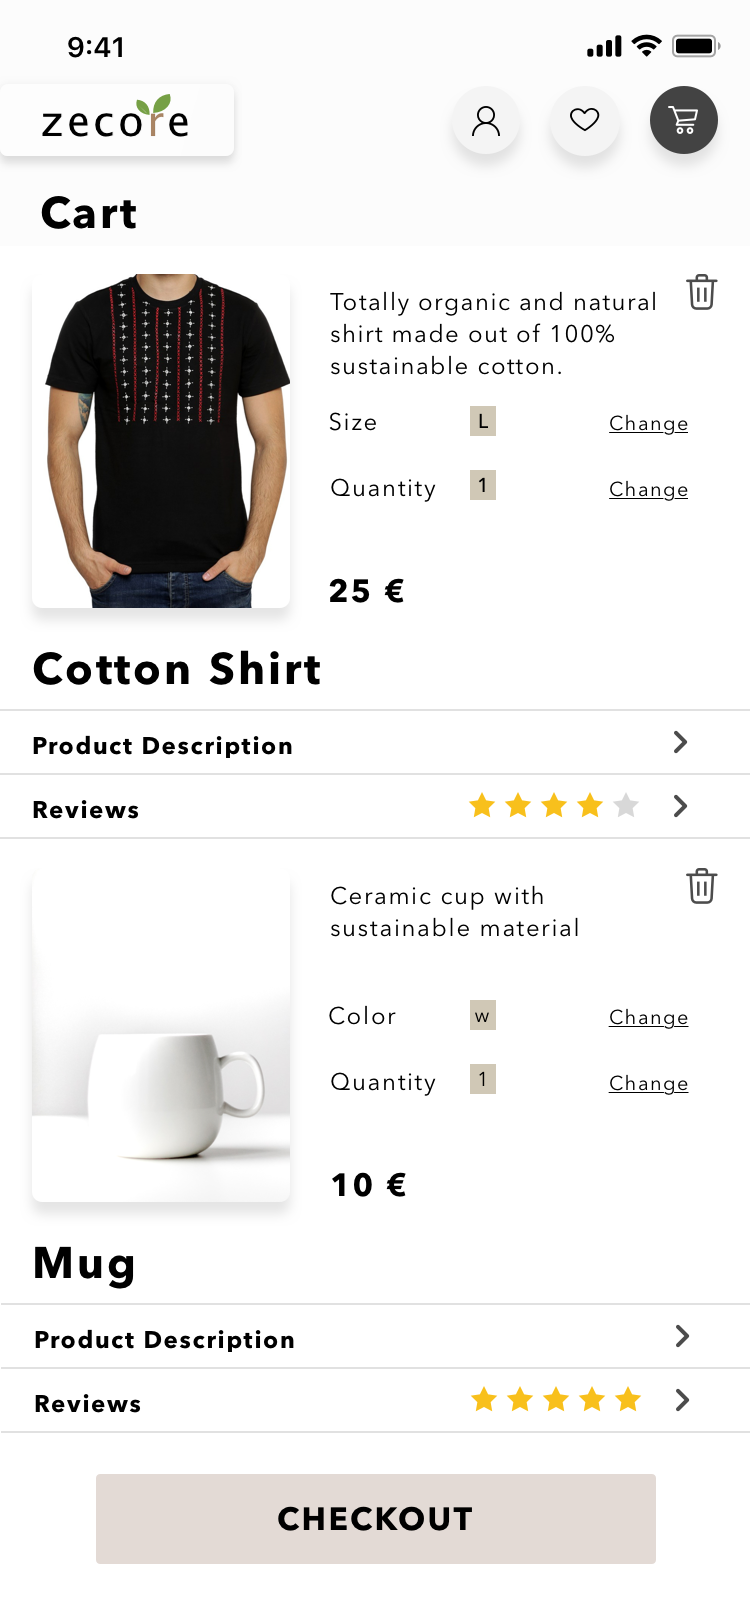 9:41
zecore
Cart
Totally organic and natural
shirt made out of 100%
sustainable cotton.
Size L Change
Quantity 1 Change
25 €
Cotton Shirt
Product Description
Reviews
Ceramic cup with
sustainable material
Color w Change
Quantity 1 Change
10 €
Mug
Product Description
Reviews
CHECKOUT